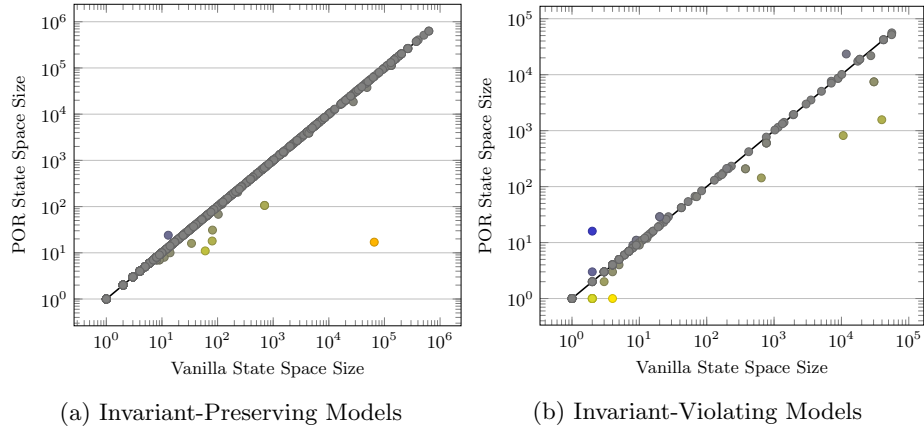 10^6
10^5
10^4
10^3
10^2
10^1
10^0
POR State Space Size
10^0 10^1 10^2 10^3 10^4 10^5 10^6
Vanilla State Space Size
(a) Invariant-Preserving Models
10^5
10^4
10^3
10^2
10^1
10^0
POR State Space Size
10^0 10^1 10^2 10^3 10^4 10^5
Vanilla State Space Size
(b) Invariant-Violating Models